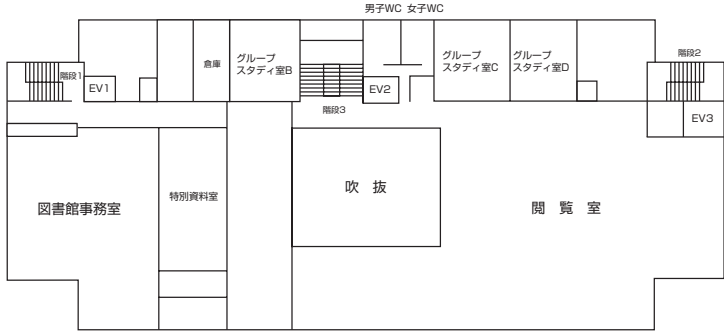 男子WC 女子WC
階段1
EV1
倉庫
グループ
スタディ室B
階段3
EV2
グループ
スタディ室C
グループ
スタディ室D
階段2
EV3
図書館事務室
特別資料室
吹 抜
閲 覧 室